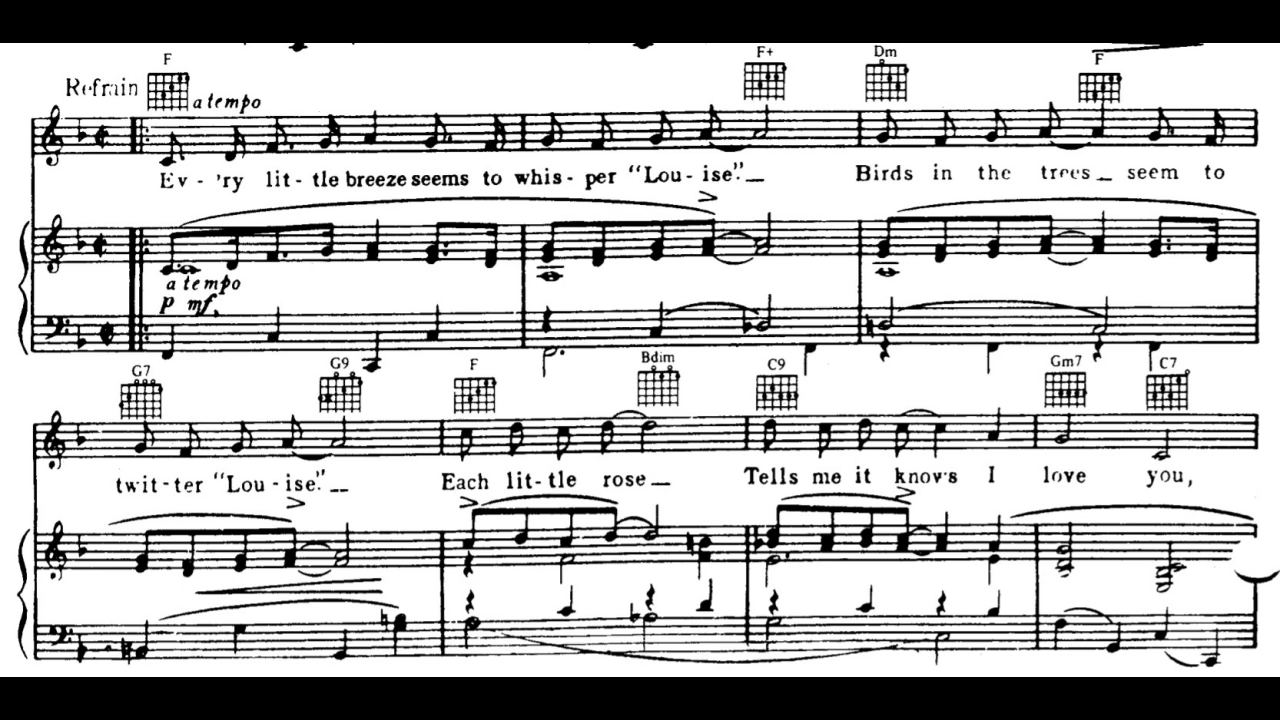 F F+ Dm F
Refrain a tempo
Ev - 'ry lit - tle breeze seems to whis - per "Lou - ise". Birds in the trees seem to
a tempo
p mf
G7 G9 F Bdim C9 Gm7 C7
twit - ter "Lou - ise". Each lit - tle rose Tells me it knows I love you,